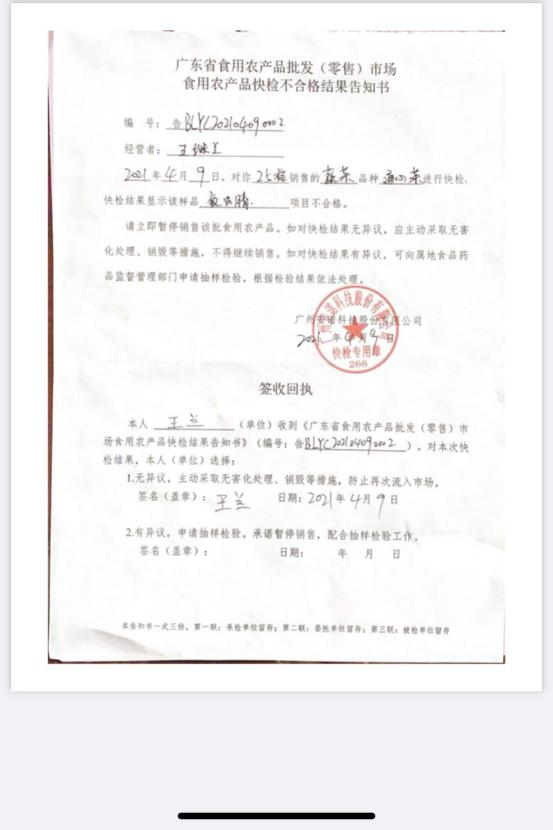 广东省食用农产品批发（零售）市场
食用农产品快检不合格结果告知书
编 号：告BLYC202104090002
经营者：王继兰
2021年4月9日，对你25档销售的蔬菜品种通心菜进行快检，
快检结果显示该样品氟虫腈项目不合格。
请立即暂停销售该批食用农产品。如对快检结果无异议，应主动采取无害
化处理、销毁等措施，不得继续销售。如对快检结果有异议，可向属地食品药
品监督管理部门申请抽样检验，根据检验结果依法处理。
广州安诺科技股份有限公司
2021年4月9日
快检专用章
266
签收回执
本人 王兰 （单位）收到《广东省食用农产品批发（零售）市
场食用农产品快检结果告知书》（编号：告BLYC202104090002）。对本次快
检结果，本人（单位）选择：
1.无异议，主动采取无害化处理、销毁等措施，防止再次流入市场。
签名（盖章）：王兰 日期：2021年4月9日
2.有异议，申请抽样检验。承诺暂停销售，配合抽样检验工作。
签名（盖章）： 日期： 年 月 日
本告知书一式三份，第一联：承检单位留存；第二联：委托单位留存；第三联：被检单位留存